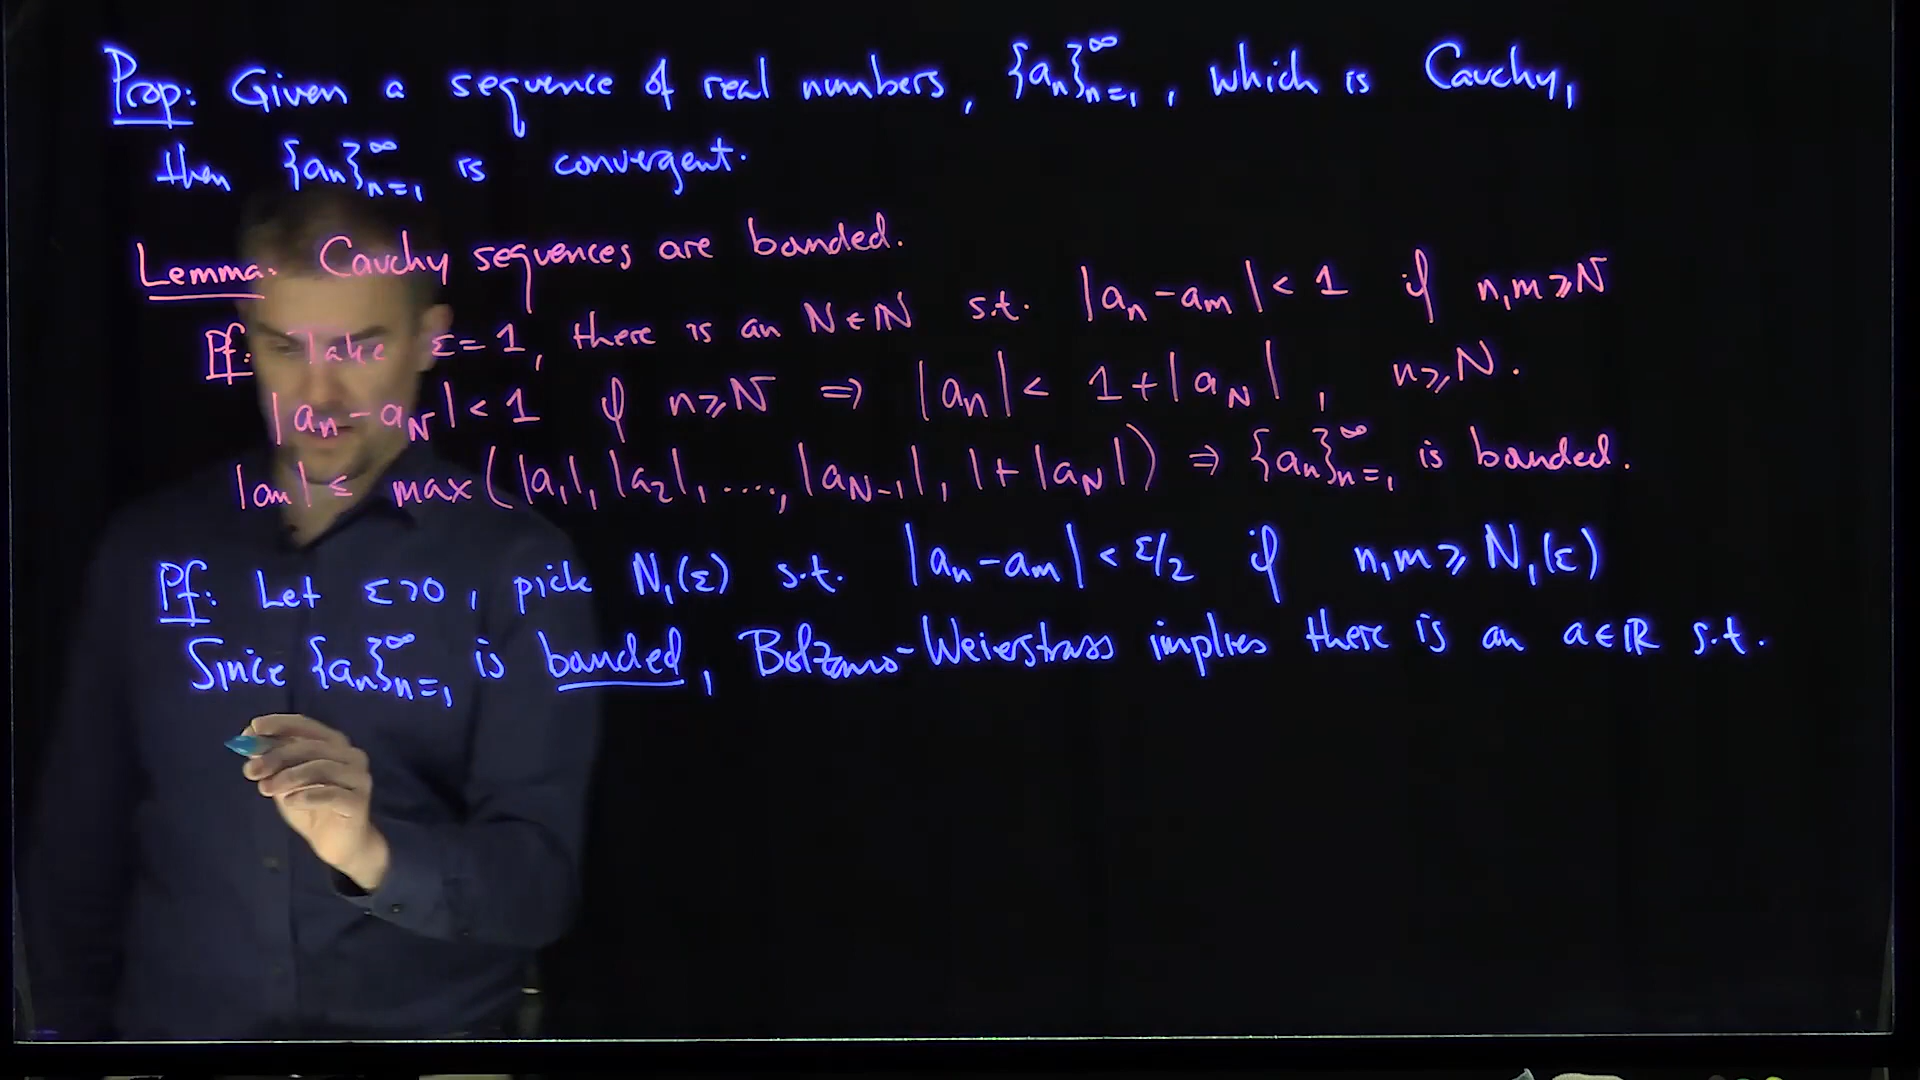 Prop: Given a sequence of real numbers, {aₙ}ₙ₌₁^∞, which is Cauchy,
then {aₙ}ₙ₌₁^∞ is convergent.
Lemma: Cauchy sequences are bounded.
Pf: Take ε=1, there is an N∈ℕ s.t. |aₙ-aₘ|<1 if n,m⩾N
|aₙ-a_N|<1 if n⩾N ⇒ |aₙ|< 1+|a_N|, n⩾N.
|aₙ| ≤ max(|a₁|, |a₂|, ...., |a_{N-1}|, 1+|a_N|) ⇒ {aₙ}ₙ₌₁^∞ is bounded.
Pf: Let ε>0, pick N₁(ε) s.t. |aₙ-aₘ|<ε/2 if n,m⩾N₁(ε)
Since {aₙ}ₙ₌₁^∞ is bounded, Bolzano-Weierstrass implies there is an a∈ℝ s.t.